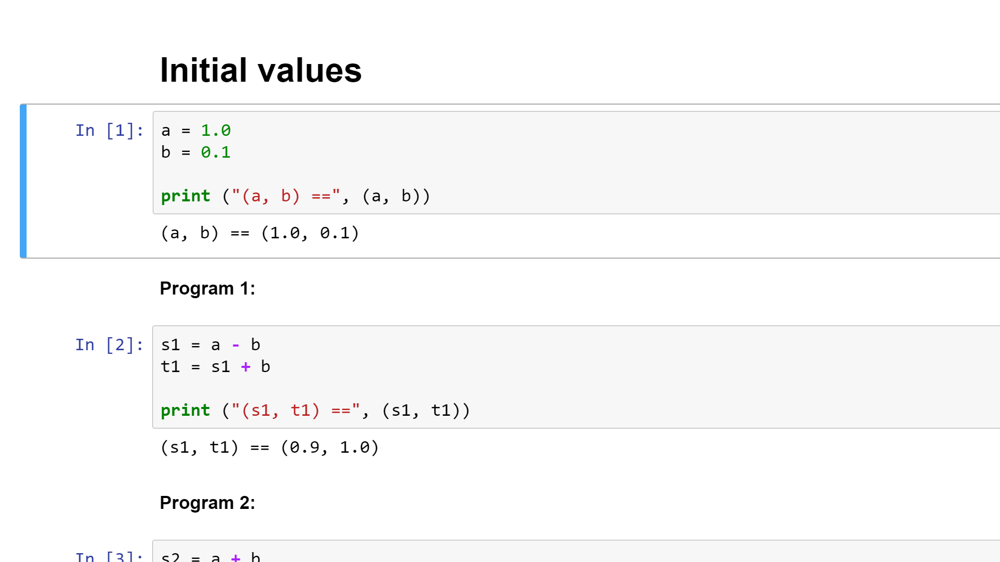 Initial values
In [1]:
a = 1.0
b = 0.1
print ("(a, b) ==", (a, b))
(a, b) == (1.0, 0.1)
Program 1:
In [2]:
s1 = a - b
t1 = s1 + b
print ("(s1, t1) ==", (s1, t1))
(s1, t1) == (0.9, 1.0)
Program 2:
In [3]:
s2 = a + b